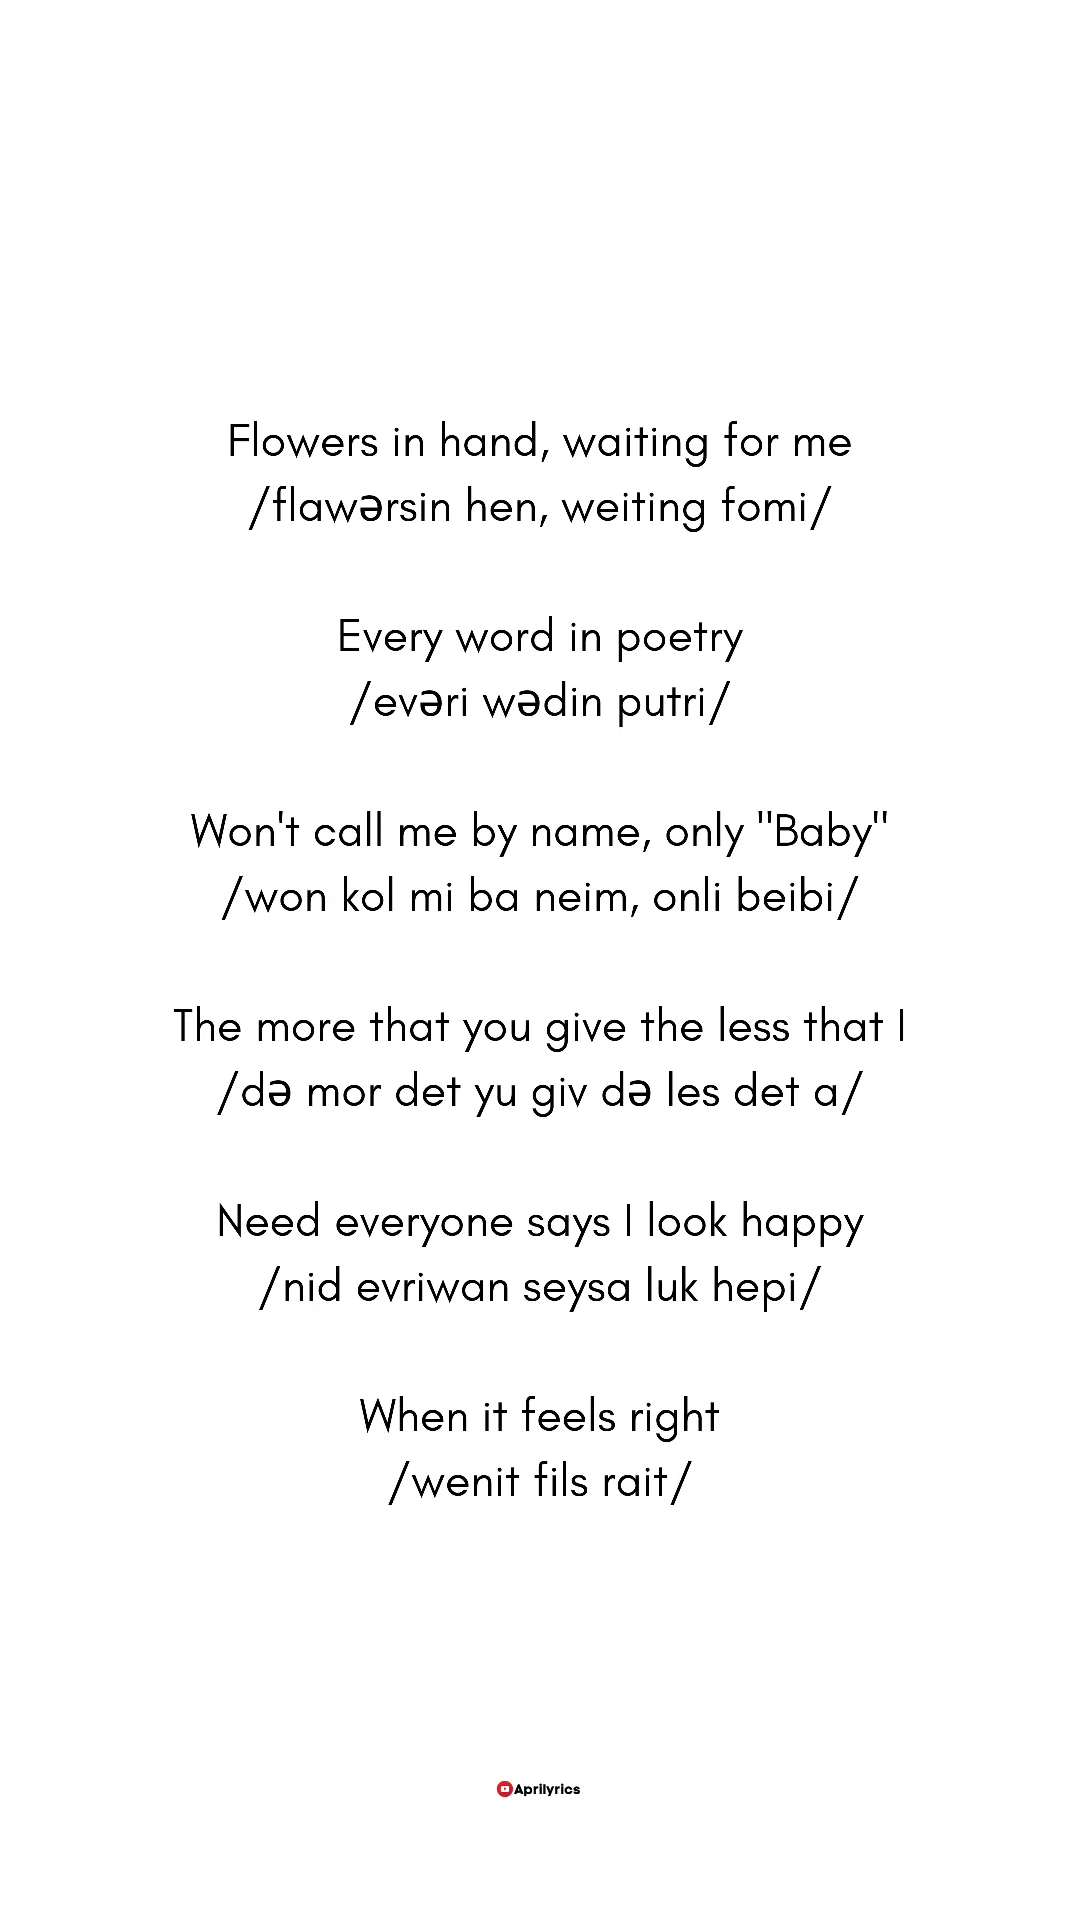 Flowers in hand, waiting for me
/flawərsin hen, weiting fomi/
Every word in poetry
/evəri wədin putri/
Won't call me by name, only "Baby"
/won kol mi ba neim, onli beibi/
The more that you give the less that I
/də mor det yu giv də les det a/
Need everyone says I look happy
/nid evriwan seysa luk hepi/
When it feels right
/wenit fils rait/
Aprilyrics